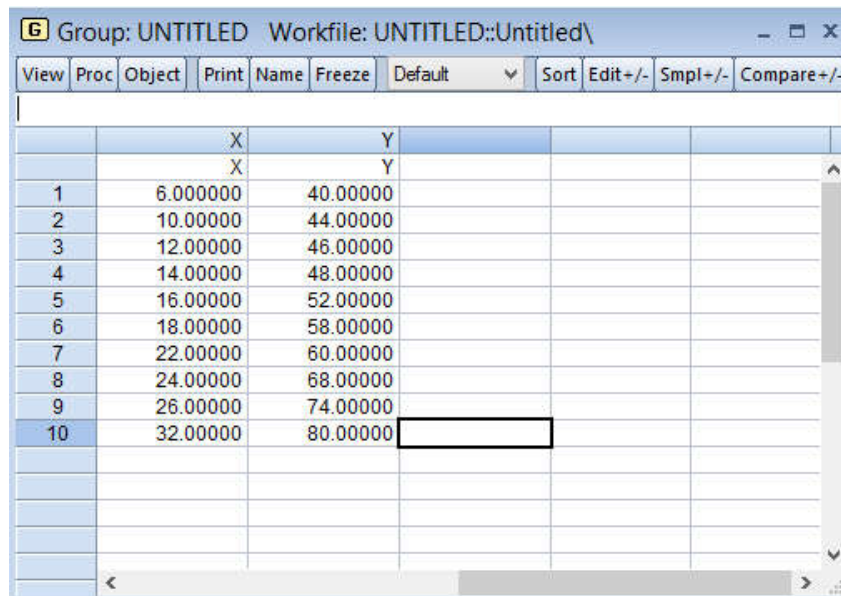 G Group: UNTITLED Workfile: UNTITLED::Untitled\
View Proc Object Print Name Freeze Default Sort Edit+/- Smpl+/- Compare+/-
X Y
X Y
1 6.000000 40.00000
2 10.00000 44.00000
3 12.00000 46.00000
4 14.00000 48.00000
5 16.00000 52.00000
6 18.00000 58.00000
7 22.00000 60.00000
8 24.00000 68.00000
9 26.00000 74.00000
10 32.00000 80.00000